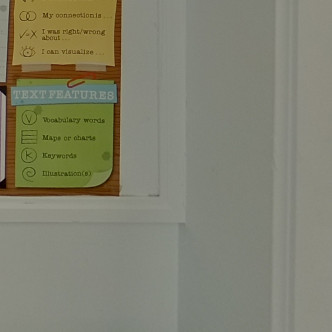 My connection is ...
I was right/wrong
about ...
I can visualize ...
TEXT FEATURES
V Vocabulary words
Maps or charts
K Keywords
Illustration(s)